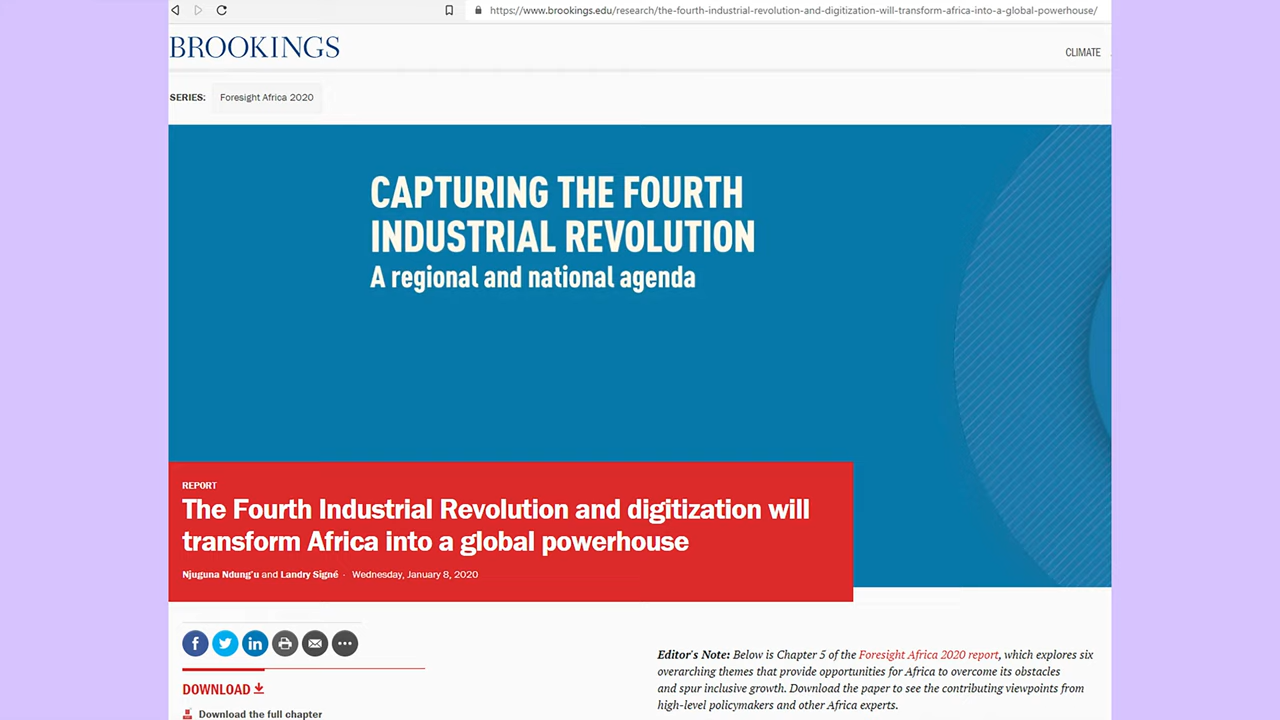 https://www.brookings.edu/research/the-fourth-industrial-revolution-and-digitization-will-transform-africa-into-a-global-powerhouse/
BROOKINGS
CLIMATE
SERIES: Foresight Africa 2020
CAPTURING THE FOURTH
INDUSTRIAL REVOLUTION
A regional and national agenda
REPORT
The Fourth Industrial Revolution and digitization will
transform Africa into a global powerhouse
Njuguna Ndung'u and Landry Signé · Wednesday, January 8, 2020
f in
Editor's Note: Below is Chapter 5 of the Foresight Africa 2020 report, which explores six
overarching themes that provide opportunities for Africa to overcome its obstacles
and spur inclusive growth. Download the paper to see the contributing viewpoints from
high-level policymakers and other Africa experts.
DOWNLOAD
Download the full chapter